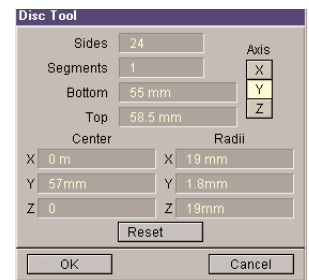 Disc Tool
Sides 24
Axis
Segments 1
X
Bottom 55 mm
Y
Top 58.5 mm
Z
Center Radii
X 0 m X 19 mm
Y 57mm Y 1.8mm
Z 0 Z 19mm
Reset
OK Cancel